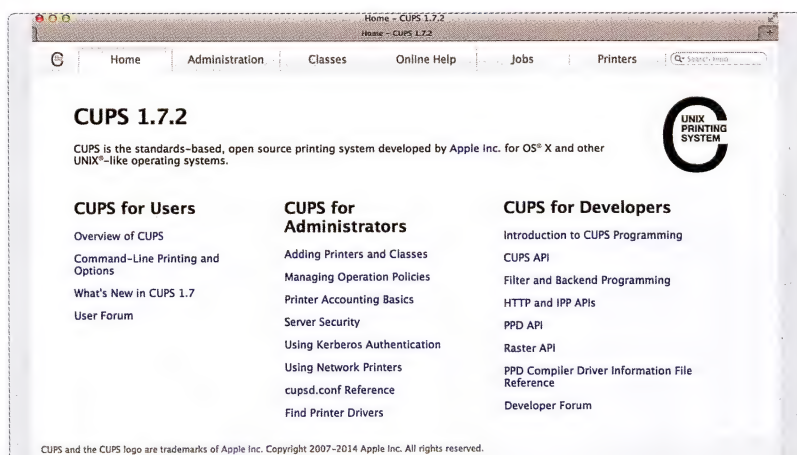 Home – CUPS 1.7.2
Home – CUPS 1.7.2
Home Administration Classes Online Help Jobs Printers Search Help
CUPS 1.7.2
CUPS is the standards-based, open source printing system developed by Apple Inc. for OS® X and other
UNIX®-like operating systems.
UNIX
PRINTING
SYSTEM
CUPS for Users
Overview of CUPS
Command-Line Printing and
Options
What's New in CUPS 1.7
User Forum
CUPS for
Administrators
Adding Printers and Classes
Managing Operation Policies
Printer Accounting Basics
Server Security
Using Kerberos Authentication
Using Network Printers
cupsd.conf Reference
Find Printer Drivers
CUPS for Developers
Introduction to CUPS Programming
CUPS API
Filter and Backend Programming
HTTP and IPP APIs
PPD API
Raster API
PPD Compiler Driver Information File
Reference
Developer Forum
CUPS and the CUPS logo are trademarks of Apple Inc. Copyright 2007-2014 Apple Inc. All rights reserved.